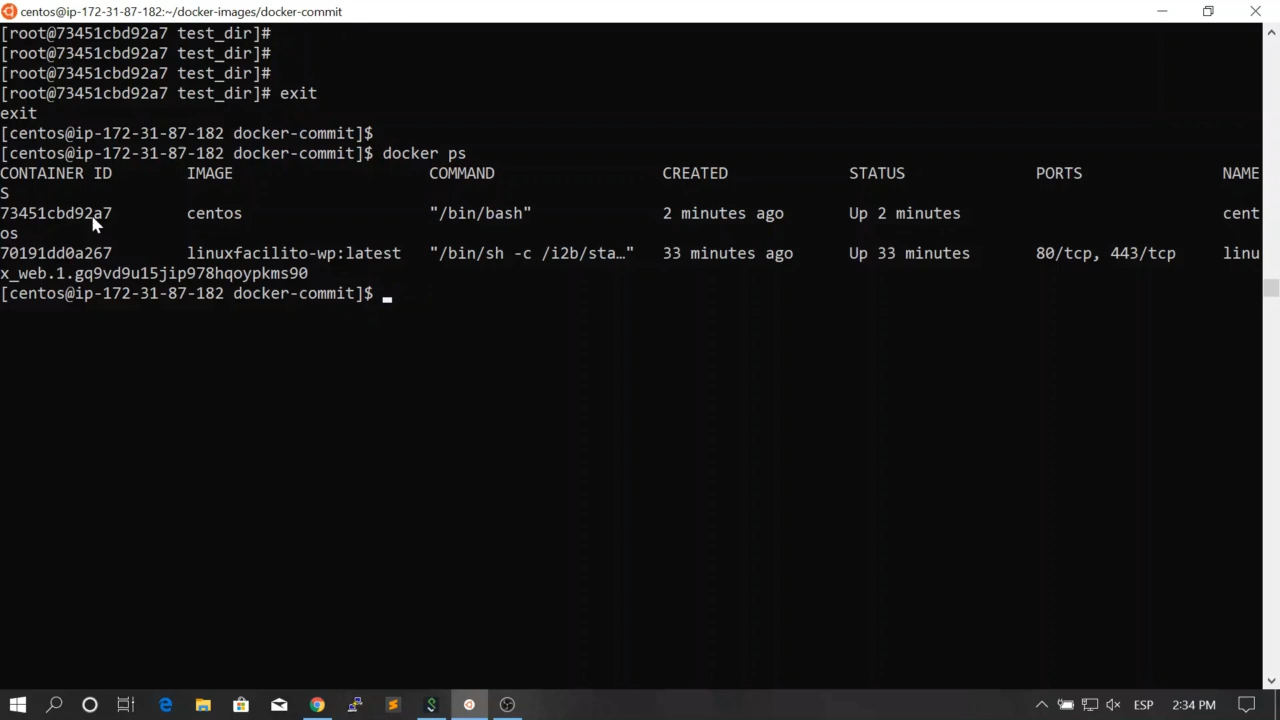 centos@ip-172-31-87-182:~/docker-images/docker-commit
[root@73451cbd92a7 test_dir]#
[root@73451cbd92a7 test_dir]#
[root@73451cbd92a7 test_dir]#
[root@73451cbd92a7 test_dir]# exit
exit
[centos@ip-172-31-87-182 docker-commit]$
[centos@ip-172-31-87-182 docker-commit]$ docker ps
CONTAINER ID        IMAGE                     COMMAND                  CREATED             STATUS              PORTS               NAME
S
73451cbd92a7        centos                    "/bin/bash"              2 minutes ago       Up 2 minutes                            cent
os
70191dd0a267        linuxfacilito-wp:latest   "/bin/sh -c /i2b/sta…"   33 minutes ago      Up 33 minutes       80/tcp, 443/tcp     linu
x_web.1.gq9vd9u15jip978hqoypkms90
[centos@ip-172-31-87-182 docker-commit]$
ESP 2:34 PM